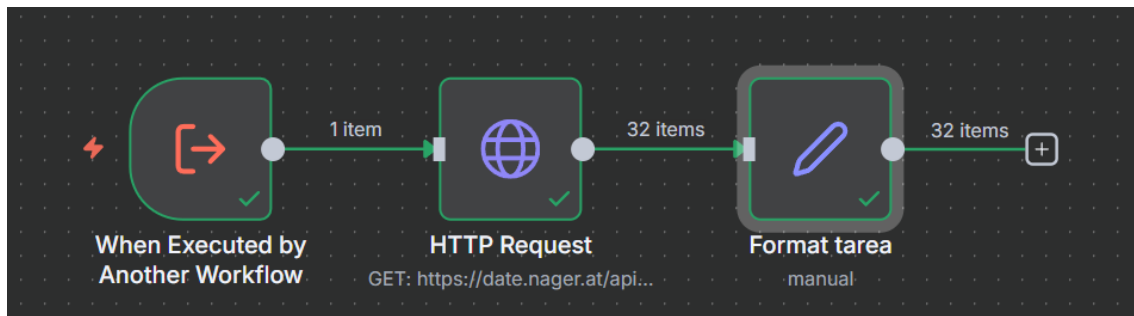 1 item
32 items
32 items
When Executed by
Another Workflow
HTTP Request
GET: https://date.nager.at/api...
Format tarea
manual